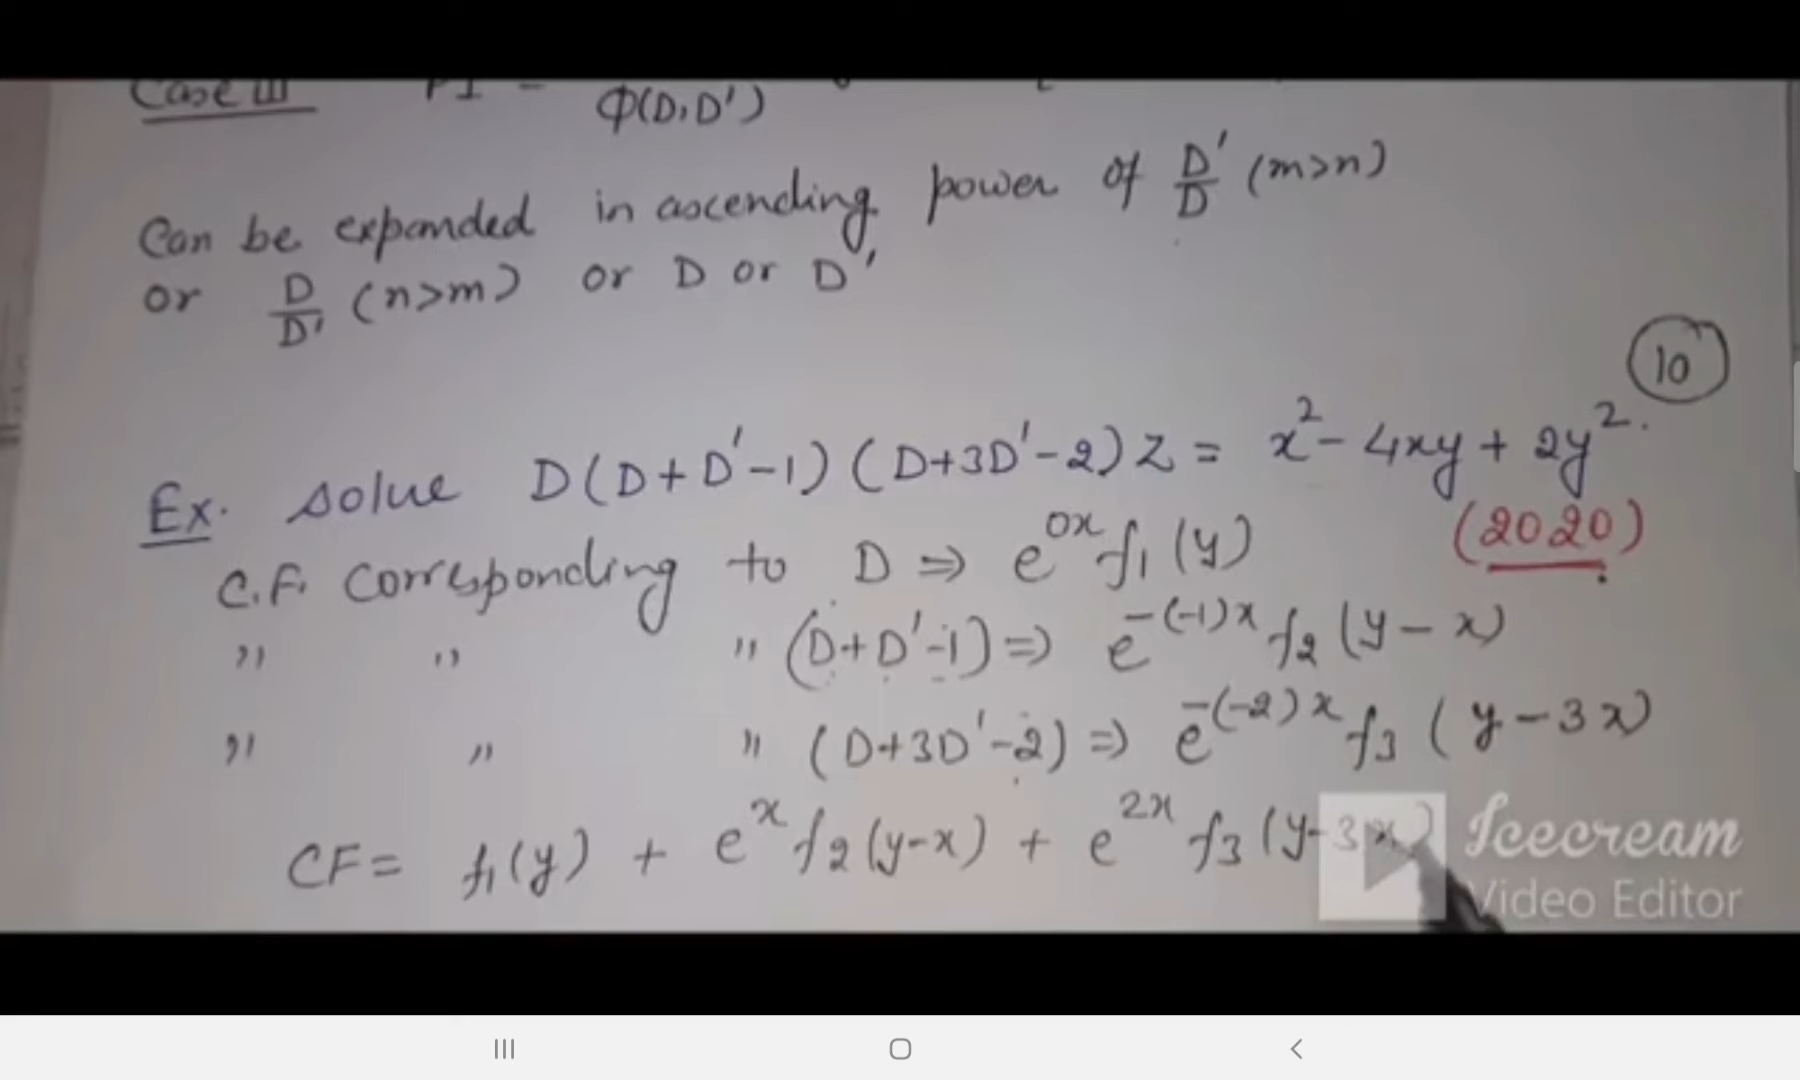 Case III PI =
Φ(D, D')
Can be expanded in ascending power of D'/D (m>n)
or D/D' (n>m) or D or D'
10
Ex. solve D(D+D'-1)(D+3D'-2)Z = x²-4xy+2y².
(2020)
C.F. Corresponding to D ⇒ e^{0x} f₁(y)
" " " (D+D'-1) ⇒ e^{-(-1)x} f₂(y-x)
" " " (D+3D'-2) ⇒ e^{-(-2)x} f₃(y-3x)
CF = f₁(y) + e^x f₂(y-x) + e^{2x} f₃(y-3x)
Icecream
Video Editor